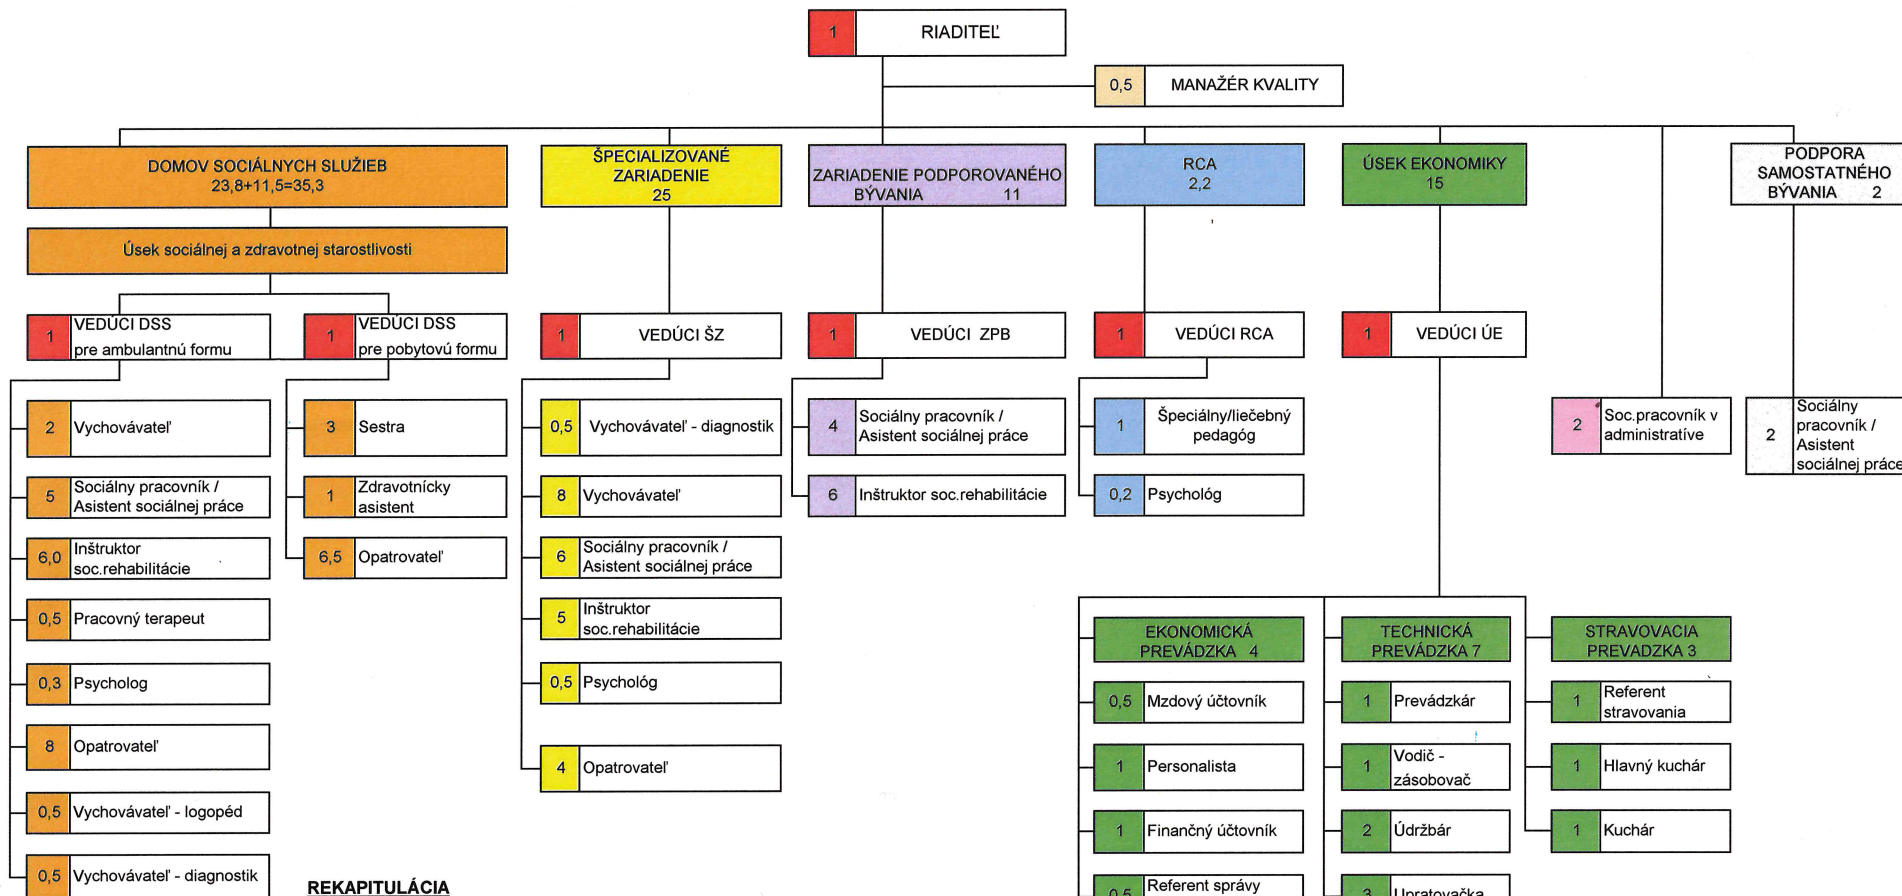 1 RIADITEĽ
0,5 MANAŽÉR KVALITY
DOMOV SOCIÁLNYCH SLUŽIEB
23,8+11,5=35,3
ŠPECIALIZOVANÉ
ZARIADENIE
25
ZARIADENIE PODPOROVANÉHO
BÝVANIA 11
RCA
2,2
ÚSEK EKONOMIKY
15
PODPORA
SAMOSTATNÉHO
BÝVANIA 2
Úsek sociálnej a zdravotnej starostlivosti
1 VEDÚCI DSS
pre ambulantnú formu
1 VEDÚCI DSS
pre pobytovú formu
1 VEDÚCI ŠZ
1 VEDÚCI ZPB
1 VEDÚCI RCA
1 VEDÚCI ÚE
2 Vychovávateľ
5 Sociálny pracovník /
Asistent sociálnej práce
6,0 Inštruktor
soc.rehabilitácie
0,5 Pracovný terapeut
0,3 Psycholog
8 Opatrovateľ
0,5 Vychovávateľ - logopéd
0,5 Vychovávateľ - diagnostik
3 Sestra
1 Zdravotnícky
asistent
6,5 Opatrovateľ
0,5 Vychovávateľ - diagnostik
8 Vychovávateľ
6 Sociálny pracovník /
Asistent sociálnej práce
5 Inštruktor
soc.rehabilitácie
0,5 Psychológ
4 Opatrovateľ
4 Sociálny pracovník /
Asistent sociálnej práce
6 Inštruktor soc.rehabilitácie
1 Špeciálny/liečebný
pedagóg
0,2 Psychológ
2 Soc.pracovník v
administratíve
2 Sociálny
pracovník /
Asistent
sociálnej práce
EKONOMICKÁ
PREVÁDZKA 4
0,5 Mzdový účtovník
1 Personalista
1 Finančný účtovník
0,5 Referent správy
TECHNICKÁ
PREVÁDZKA 7
1 Prevádzkár
1 Vodič -
zásobovač
2 Údržbár
3 Upratovačka
STRAVOVACIA
PREVADZKA 3
1 Referent
stravovania
1 Hlavný kuchár
1 Kuchár
REKAPITULÁCIA